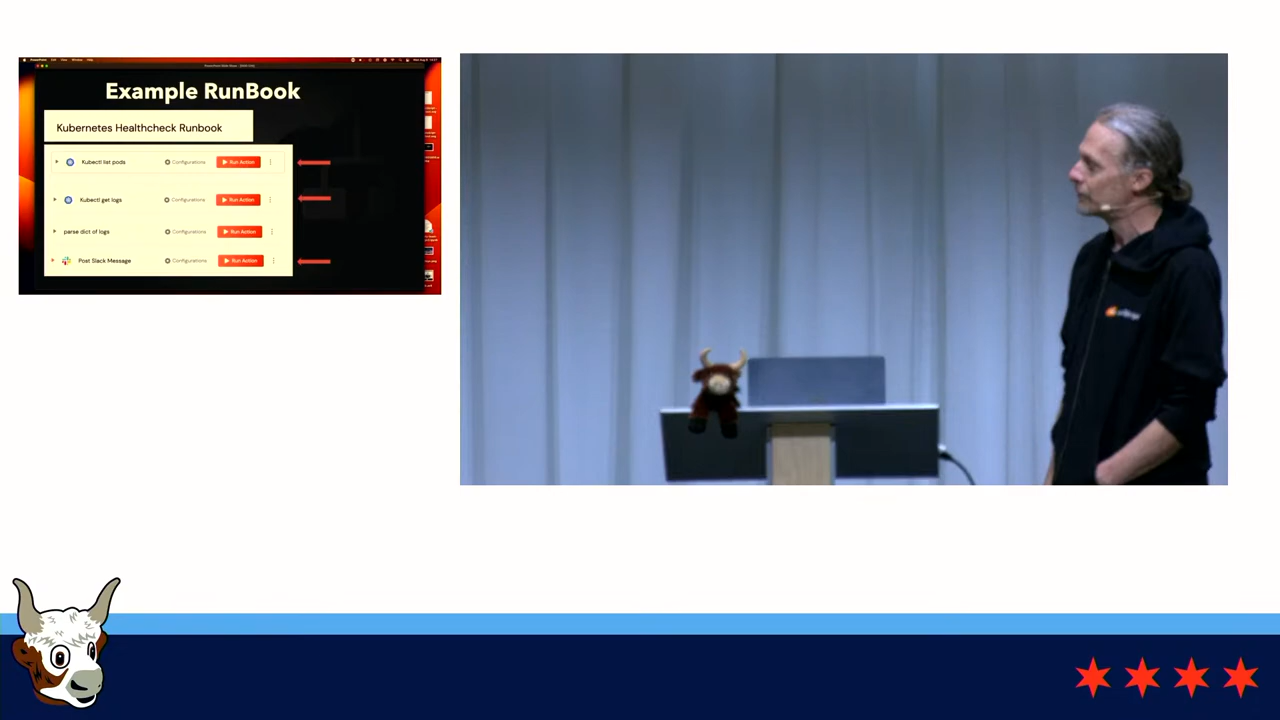 Example RunBook
Kubernetes Healthcheck Runbook
Kubectl list pods Configurations Run Action
Kubectl get logs Configurations Run Action
parse dict of logs Configurations Run Action
Post Slack Message Configurations Run Action